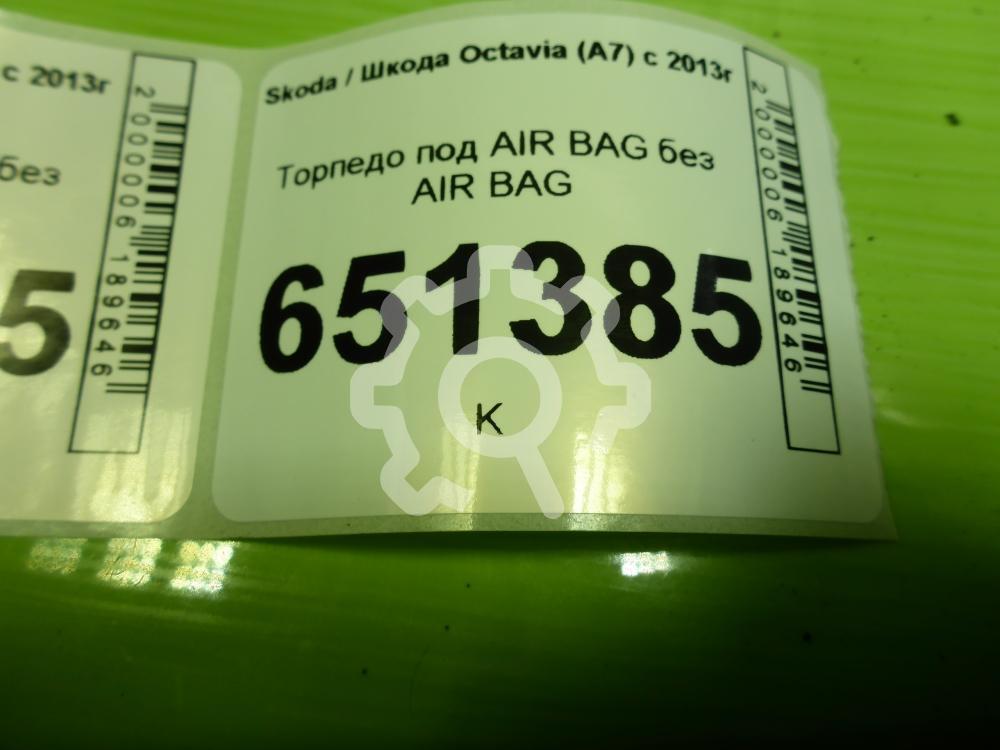 с 2013г
без
5
2000006189646
Skoda / Шкода Octavia (A7) с 2013г
Торпедо под AIR BAG без
AIR BAG
651385
К
2000006189646